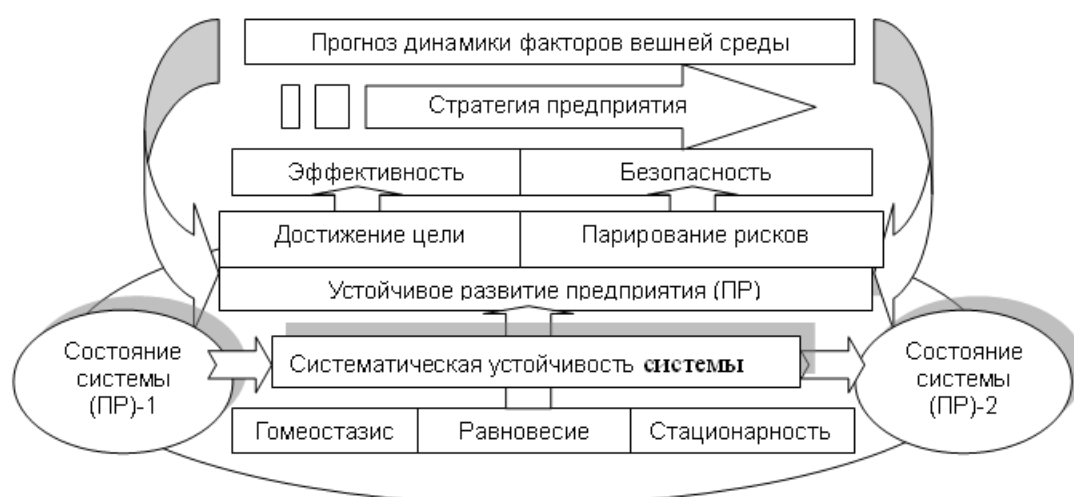 Прогноз динамики факторов вешней среды
Стратегия предприятия
Эффективность
Безопасность
Достижение цели
Парирование рисков
Устойчивое развитие предприятия (ПР)
Состояние
системы
(ПР)-1
Систематическая устойчивость системы
Состояние
системы
(ПР)-2
Гомеостазис
Равновесие
Стационарность